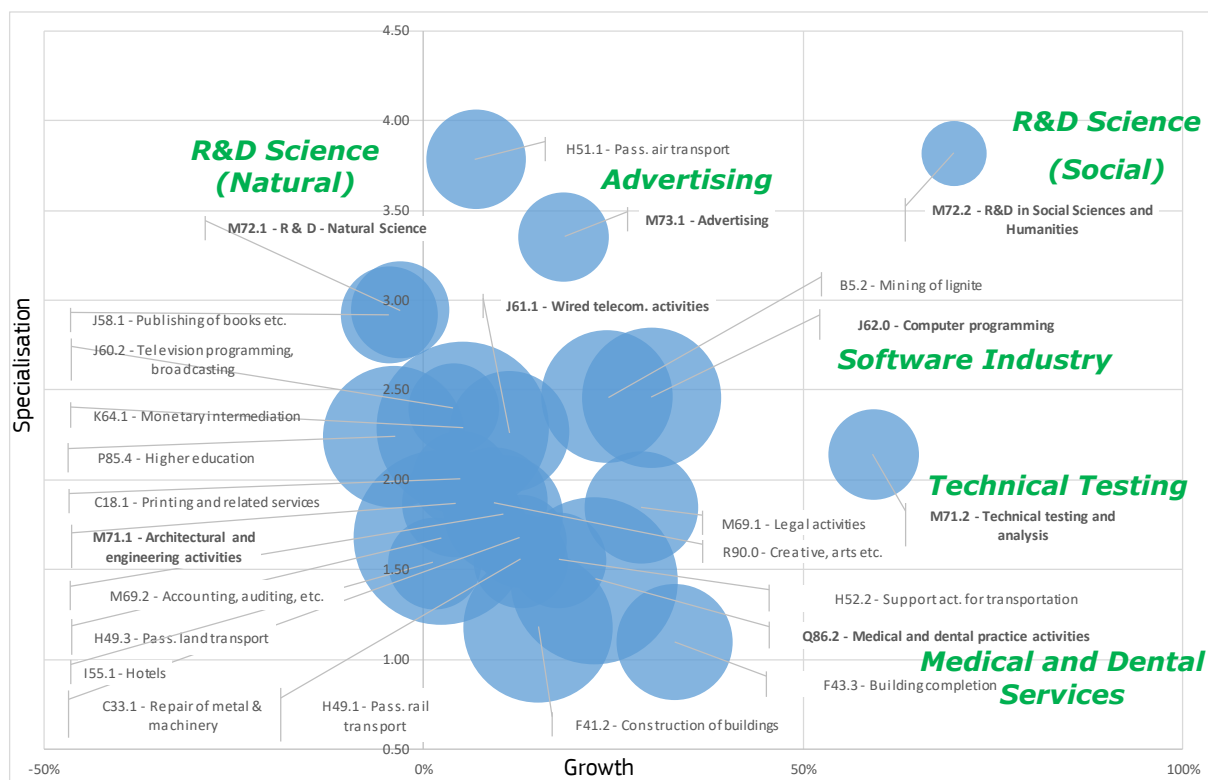 4.50
4.00
3.50
3.00
2.50
2.00
1.50
1.00
0.50
-50%
0%
50%
100%
Specialisation
Growth
R&D Science
(Natural)
Advertising
R&D Science
(Social)
Software Industry
Technical Testing
Medical and Dental
Services
H51.1 - Pass. air transport
M72.1 - R & D - Natural Science
M73.1 - Advertising
M72.2 - R&D in Social Sciences and
Humanities
J61.1 - Wired telecom. activities
B5.2 - Mining of lignite
J62.0 - Computer programming
J58.1 - Publishing of books etc.
J60.2 - Television programming,
broadcasting
K64.1 - Monetary intermediation
P85.4 - Higher education
C18.1 - Printing and related services
M71.1 - Architectural and
engineering activities
M69.2 - Accounting, auditing, etc.
H49.3 - Pass. land transport
I55.1 - Hotels
C33.1 - Repair of metal &
machinery
H49.1 - Pass. rail
transport
F41.2 - Construction of buildings
M69.1 - Legal activities
R90.0 - Creative, arts etc.
M71.2 - Technical testing and
analysis
H52.2 - Support act. for transportation
Q86.2 - Medical and dental practice activities
F43.3 - Building completion